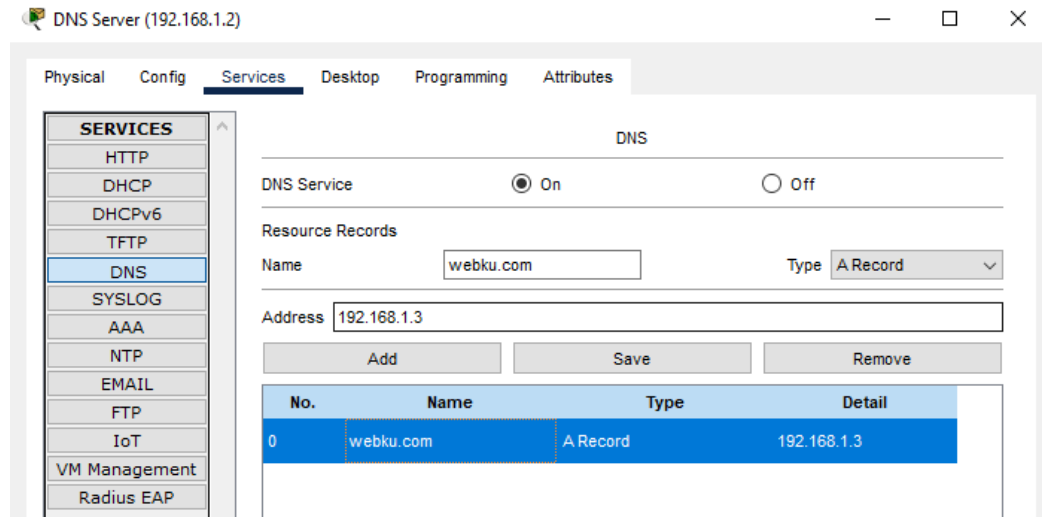 DNS Server (192.168.1.2)
Physical Config Services Desktop Programming Attributes
SERVICES
HTTP
DHCP
DHCPv6
TFTP
DNS
SYSLOG
AAA
NTP
EMAIL
FTP
IoT
VM Management
Radius EAP
DNS
DNS Service On Off
Resource Records
Name webku.com Type A Record
Address 192.168.1.3
Add Save Remove
No. Name Type Detail
0 webku.com A Record 192.168.1.3